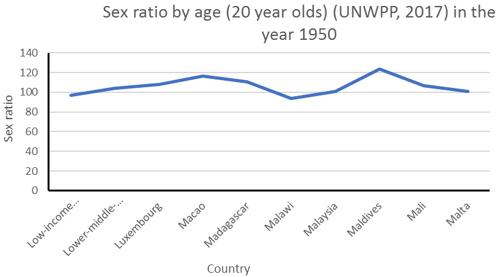 Sex ratio by age (20 year olds) (UNWPP, 2017) in the
year 1950
140
120
100
80
60
40
20
0
Sex ratio
Low-income...
Lower-middle-...
Luxembourg
Macao
Madagascar
Malawi
Malaysia
Maldives
Mali
Malta
Country